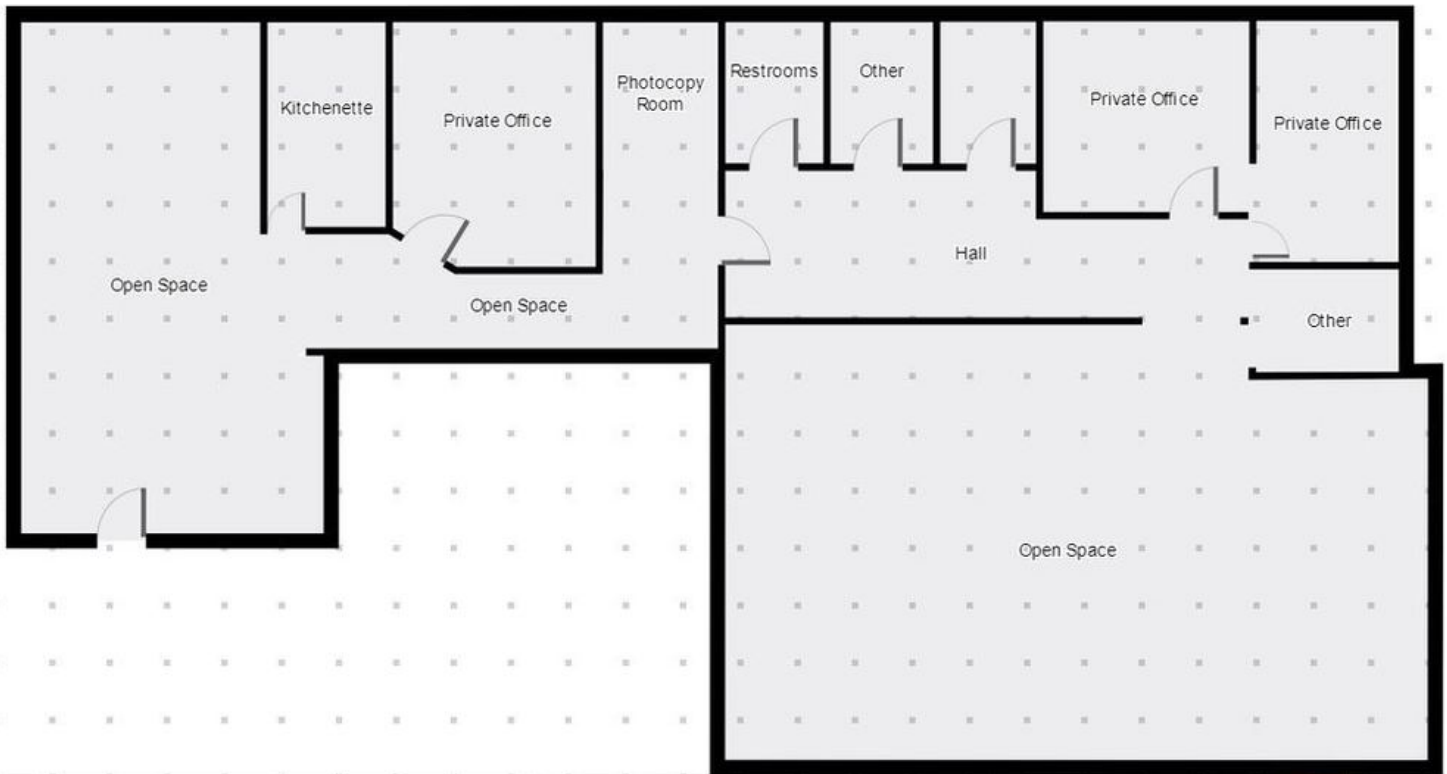 Restrooms
Other
Photocopy
Room
Kitchenette
Private Office
Private Office
Private Office
Hall
Open Space
Open Space
Other
Open Space